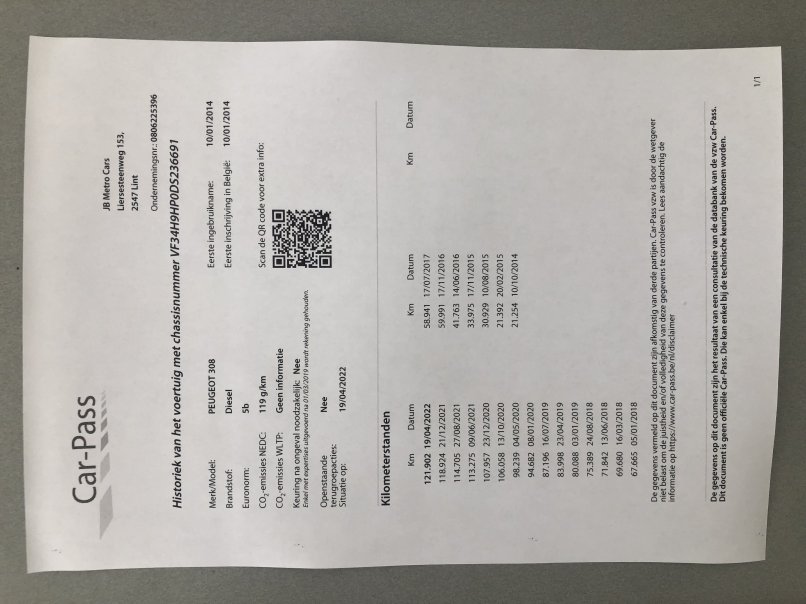 Car-Pass
JB Metro Cars
Liersesteenweg 153,
2547 Lint
Ondernemingsnr.: 0806225396
Historiek van het voertuig met chassisnummer VF34H9HP0DS236691
Merk/Model: PEUGEOT 308
Eerste ingebruikname: 10/01/2014
Brandstof: Diesel
Eerste inschrijving in België: 10/01/2014
Euronorm: 5b
CO₂-emissies NEDC: 119 g/km
Scan de QR code voor extra info:
CO₂-emissies WLTP: Geen informatie
Keuring na ongeval noodzakelijk: Nee
Enkel met expertises uitgevoerd na 01/03/2019 wordt rekening gehouden.
Openstaande Nee
terugroepacties:
Situatie op: 19/04/2022
Kilometerstanden
Km Datum Km Datum Km Datum
121.902 19/04/2022 58.941 17/07/2017
118.924 21/12/2021 59.991 17/11/2016
114.705 27/08/2021 41.763 14/06/2016
113.275 09/06/2021 33.975 17/11/2015
107.957 23/12/2020 30.929 10/08/2015
106.058 13/10/2020 21.392 20/02/2015
98.239 04/05/2020 21.254 10/10/2014
94.682 08/01/2020
87.196 16/07/2019
83.998 23/04/2019
80.088 03/01/2019
75.389 24/08/2018
71.842 13/06/2018
69.680 16/03/2018
67.665 05/01/2018
De gegevens vermeld op dit document zijn afkomstig van derde partijen. Car-Pass vzw is door de wetgever
niet belast om de juistheid en/of volledigheid van deze gegevens te controleren. Lees aandachtig de
informatie op https://www.car-pass.be/nl/disclaimer
De gegevens op dit document zijn het resultaat van een consultatie van de databank van de vzw Car-Pass.
Dit document is geen officiële Car-Pass. Die kan enkel bij de technische keuring bekomen worden.
1/1